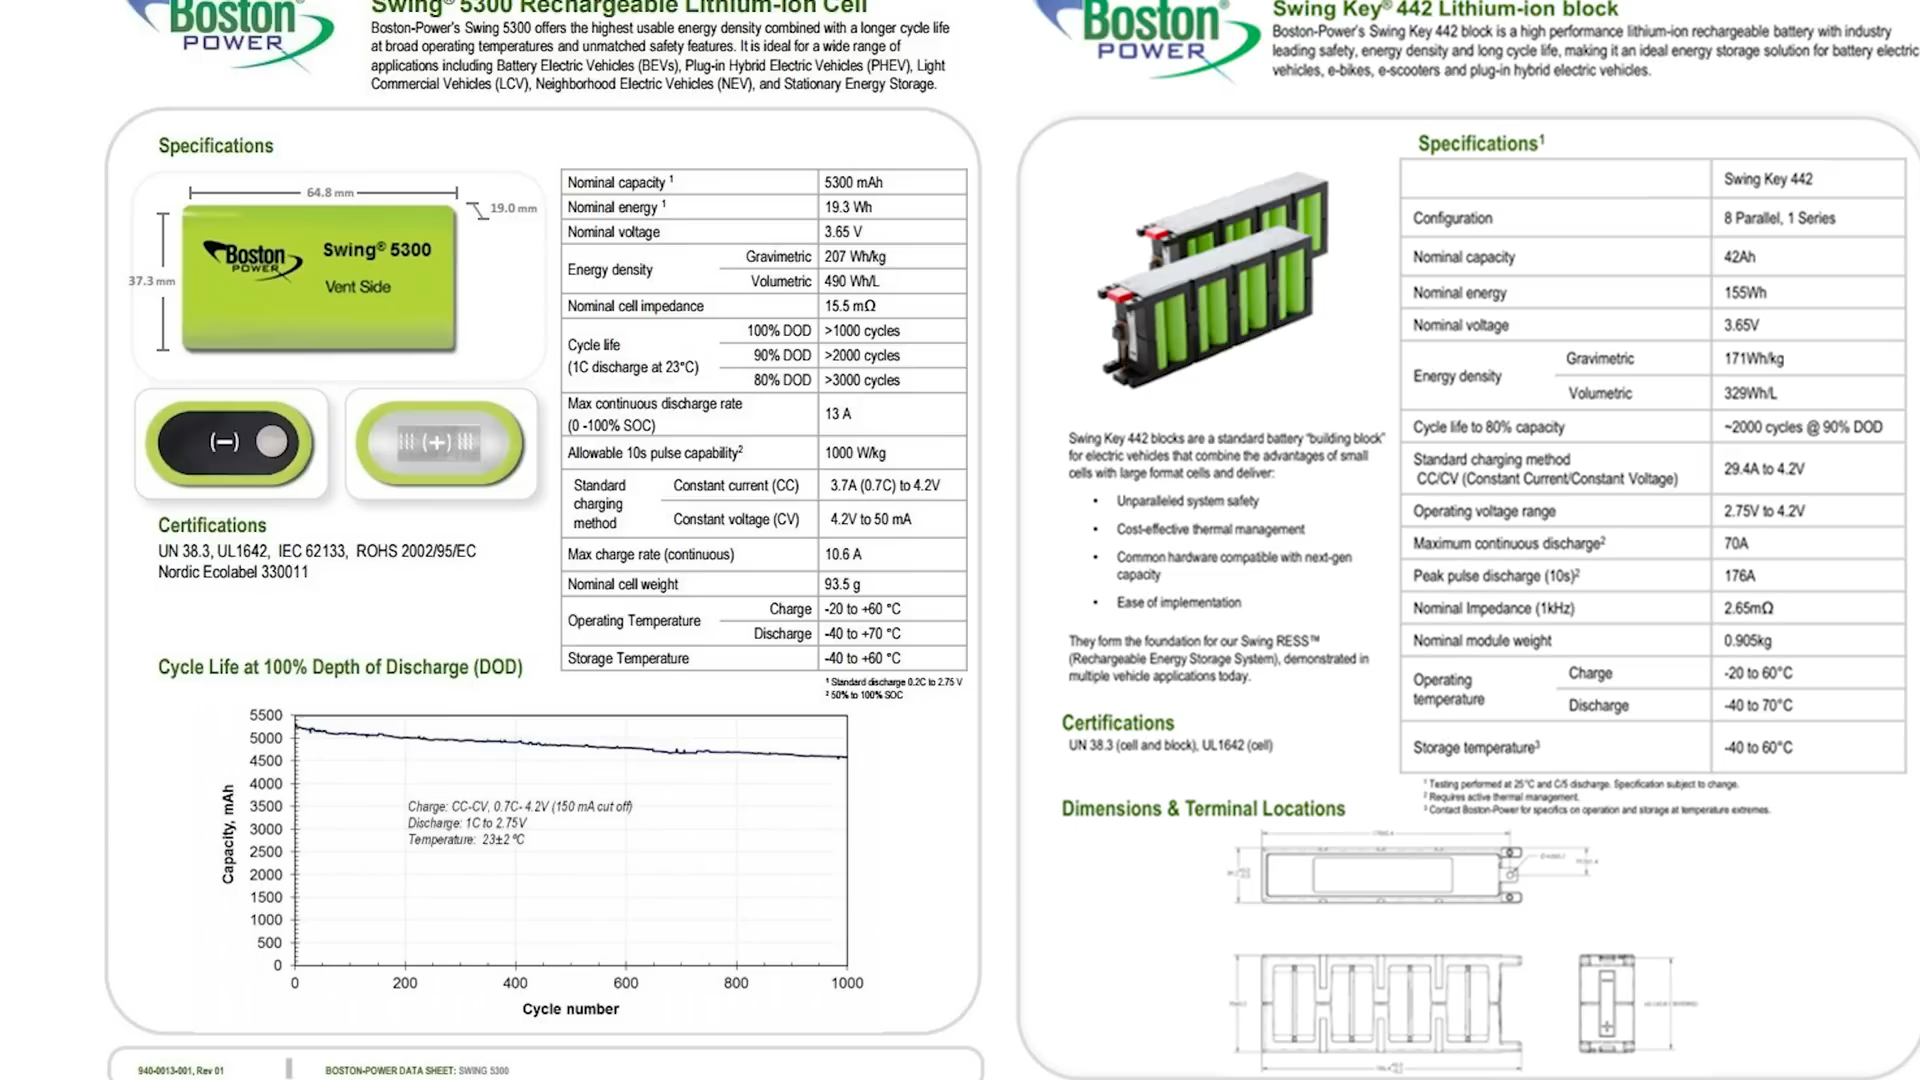 Boston
POWER
Swing® 5300 Rechargeable Lithium-ion Cell
Boston-Power's Swing 5300 offers the highest usable energy density combined with a longer cycle life
at broad operating temperatures and unmatched safety features. It is ideal for a wide range of
applications including Battery Electric Vehicles (BEVs), Plug-in Hybrid Electric Vehicles (PHEV), Light
Commercial Vehicles (LCV), Neighborhood Electric Vehicles (NEV), and Stationary Energy Storage.
Specifications
64.8 mm
19.0 mm
37.3 mm
Boston
POWER
Swing® 5300
Vent Side
(–)
(+)
Certifications
UN 38.3, UL1642, IEC 62133, ROHS 2002/95/EC
Nordic Ecolabel 330011
Nominal capacity ¹ 5300 mAh
Nominal energy ¹ 19.3 Wh
Nominal voltage 3.65 V
Energy density Gravimetric 207 Wh/kg
Volumetric 490 Wh/L
Nominal cell impedance 15.5 mΩ
Cycle life
(1C discharge at 23°C)
100% DOD >1000 cycles
90% DOD >2000 cycles
80% DOD >3000 cycles
Max continuous discharge rate
(0 -100% SOC)
13 A
Allowable 10s pulse capability² 1000 W/kg
Standard
charging
method
Constant current (CC) 3.7A (0.7C) to 4.2V
Constant voltage (CV) 4.2V to 50 mA
Max charge rate (continuous) 10.6 A
Nominal cell weight 93.5 g
Operating Temperature Charge -20 to +60 °C
Discharge -40 to +70 °C
Storage Temperature -40 to +60 °C
¹ Standard discharge 0.2C to 2.75 V
² 50% to 100% SOC
Cycle Life at 100% Depth of Discharge (DOD)
Capacity, mAh
5500
5000
4500
4000
3500
3000
2500
2000
1500
1000
500
0
Charge: CC-CV, 0.7C- 4.2V (150 mA cut off)
Discharge: 1C to 2.75V
Temperature: 23±2 °C
0 200 400 600 800 1000
Cycle number
940-0013-001, Rev 01
BOSTON-POWER DATA SHEET: SWING 5300
Boston
POWER
Swing Key® 442 Lithium-ion block
Boston-Power's Swing Key 442 block is a high performance lithium-ion rechargeable battery with industry
leading safety, energy density and long cycle life, making it an ideal energy storage solution for battery electric
vehicles, e-bikes, e-scooters and plug-in hybrid electric vehicles.
Specifications¹
Swing Key 442
Configuration 8 Parallel, 1 Series
Nominal capacity 42Ah
Nominal energy 155Wh
Nominal voltage 3.65V
Energy density Gravimetric 171Wh/kg
Volumetric 329Wh/L
Cycle life to 80% capacity ~2000 cycles @ 90% DOD
Standard charging method
CC/CV (Constant Current/Constant Voltage)
29.4A to 4.2V
Operating voltage range 2.75V to 4.2V
Maximum continuous discharge² 70A
Peak pulse discharge (10s)² 176A
Nominal Impedance (1kHz) 2.65mΩ
Nominal module weight 0.905kg
Operating
temperature
Charge -20 to 60°C
Discharge -40 to 70°C
Storage temperature³ -40 to 60°C
¹ Testing performed at 25°C and C/5 discharge. Specification subject to change.
² Requires active thermal management.
³ Contact Boston-Power for specifics on operation and storage at temperature extremes.
Swing Key 442 blocks are a standard battery "building block"
for electric vehicles that combine the advantages of small
cells with large format cells and deliver:
• Unparalleled system safety
• Cost-effective thermal management
• Common hardware compatible with next-gen
capacity
• Ease of implementation
They form the foundation for our Swing RESS™
(Rechargeable Energy Storage System), demonstrated in
multiple vehicle applications today.
Certifications
UN 38.3 (cell and block), UL1642 (cell)
Dimensions & Terminal Locations